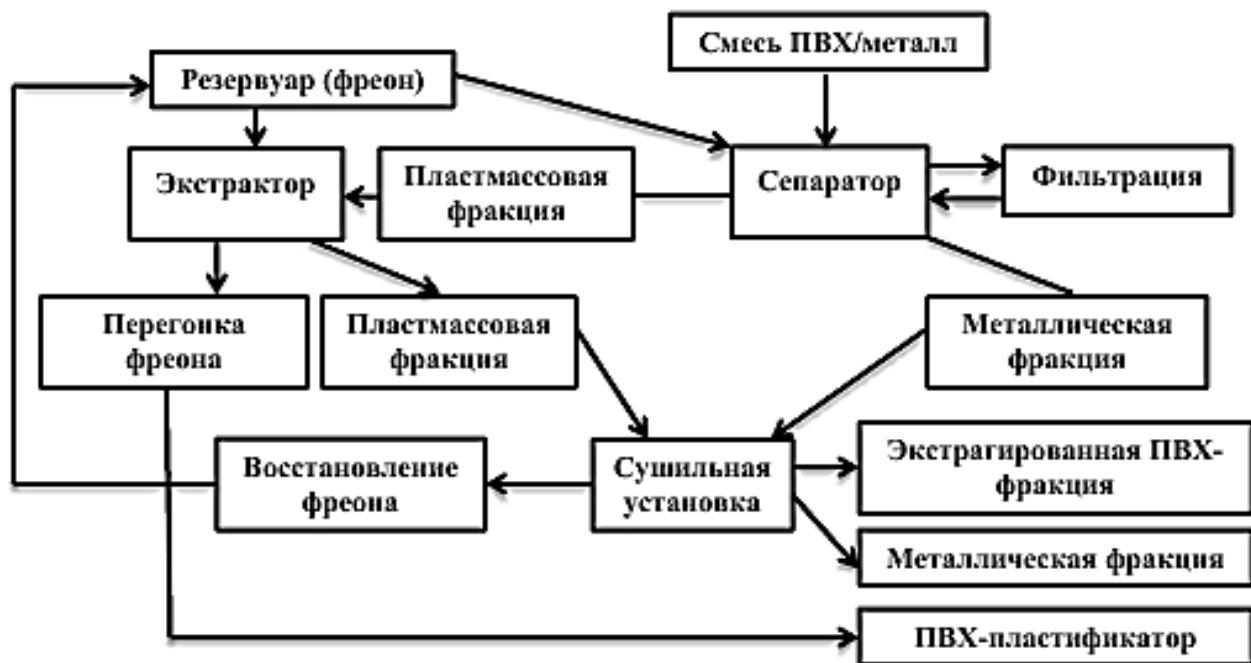 Смесь ПВХ/металл
Резервуар (фреон)
Экстрактор
Пластмассовая
фракция
Сепаратор
Фильтрация
Перегонка
фреона
Пластмассовая
фракция
Металлическая
фракция
Восстановление
фреона
Сушильная
установка
Экстрагированная ПВХ-
фракция
Металлическая фракция
ПВХ-пластификатор